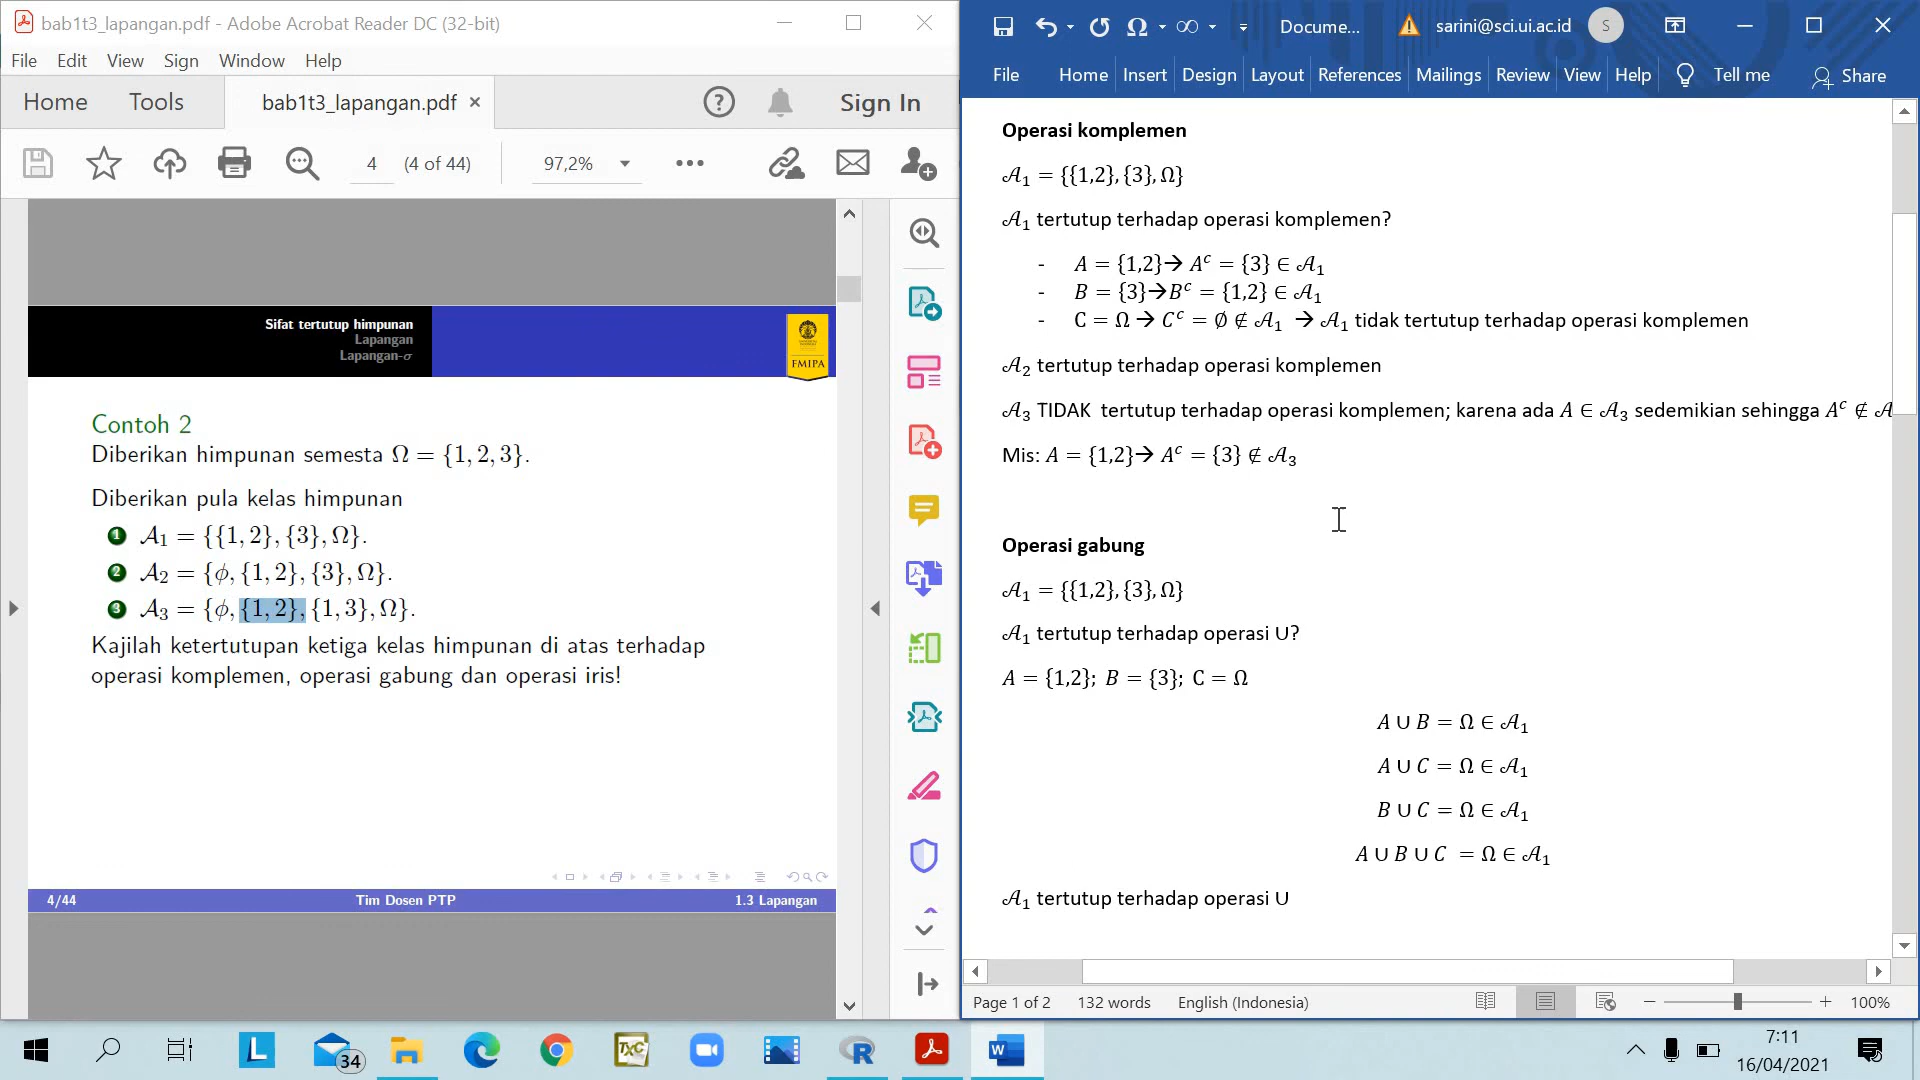 bab1t3_lapangan.pdf - Adobe Acrobat Reader DC (32-bit)
File Edit View Sign Window Help
Home Tools bab1t3_lapangan.pdf × Sign In
4 (4 of 44) 97,2%
Sifat tertutup himpunan
Lapangan
Lapangan-σ
FMIPA
Contoh 2
Diberikan himpunan semesta Ω = {1, 2, 3}.
Diberikan pula kelas himpunan
1 𝒜₁ = {{1, 2}, {3}, Ω}.
2 𝒜₂ = {ϕ, {1, 2}, {3}, Ω}.
3 𝒜₃ = {ϕ, {1, 2}, {1, 3}, Ω}.
Kajilah ketertutupan ketiga kelas himpunan di atas terhadap
operasi komplemen, operasi gabung dan operasi iris!
4/44 Tim Dosen PTP 1.3 Lapangan
Docume... sarini@sci.ui.ac.id S
File Home Insert Design Layout References Mailings Review View Help Tell me Share
Operasi komplemen
𝒜₁ = {{1,2}, {3}, Ω}
𝒜₁ tertutup terhadap operasi komplemen?
- A = {1,2}→ Aᶜ = {3} ∈ 𝒜₁
- B = {3}→Bᶜ = {1,2} ∈ 𝒜₁
- C = Ω → Cᶜ = ∅ ∉ 𝒜₁ → 𝒜₁ tidak tertutup terhadap operasi komplemen
𝒜₂ tertutup terhadap operasi komplemen
𝒜₃ TIDAK tertutup terhadap operasi komplemen; karena ada A ∈ 𝒜₃ sedemikian sehingga Aᶜ ∉ 𝒜
Mis: A = {1,2}→ Aᶜ = {3} ∉ 𝒜₃
Operasi gabung
𝒜₁ = {{1,2}, {3}, Ω}
𝒜₁ tertutup terhadap operasi ∪?
A = {1,2}; B = {3}; C = Ω
A ∪ B = Ω ∈ 𝒜₁
A ∪ C = Ω ∈ 𝒜₁
B ∪ C = Ω ∈ 𝒜₁
A ∪ B ∪ C = Ω ∈ 𝒜₁
𝒜₁ tertutup terhadap operasi ∪
Page 1 of 2 132 words English (Indonesia) 100%
34
7:11
16/04/2021